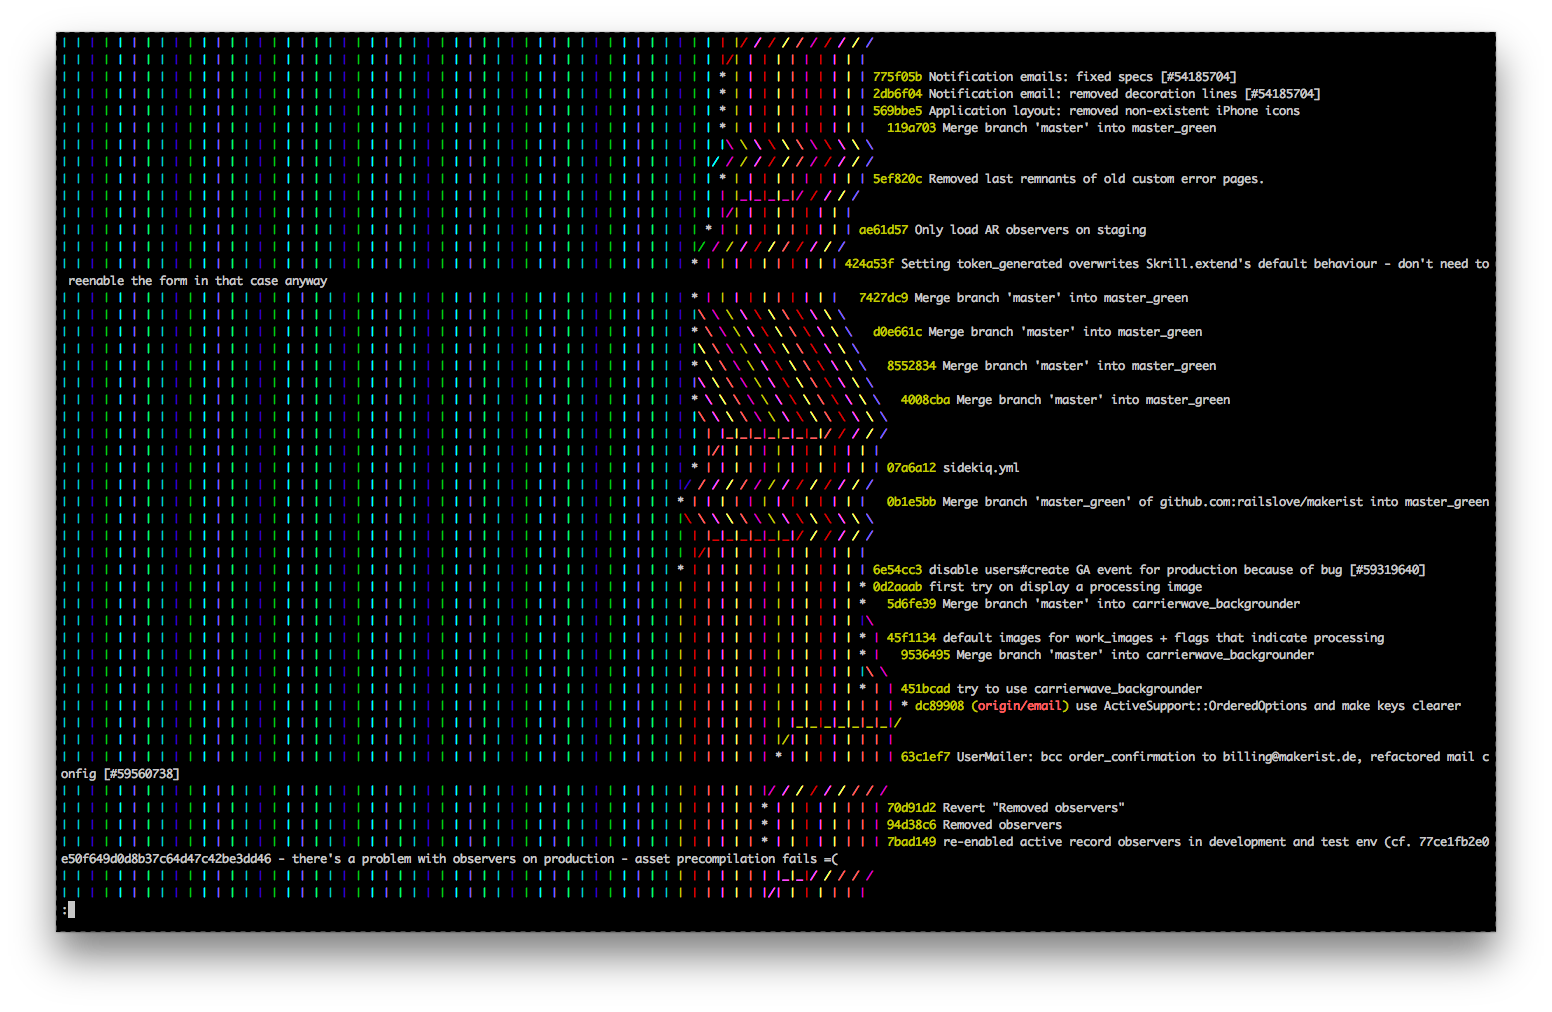 775f05b Notification emails: fixed specs [#54185704]
2db6f04 Notification email: removed decoration lines [#54185704]
569bbe5 Application layout: removed non-existent iPhone icons
119a703 Merge branch 'master' into master_green
5ef820c Removed last remnants of old custom error pages.
ae61d57 Only load AR observers on staging
424a53f Setting token_generated overwrites Skrill.extend's default behaviour - don't need to
reenable the form in that case anyway
7427dc9 Merge branch 'master' into master_green
d0e661c Merge branch 'master' into master_green
8552834 Merge branch 'master' into master_green
4008cba Merge branch 'master' into master_green
07a6a12 sidekiq.yml
0b1e5bb Merge branch 'master_green' of github.com:railslove/makerist into master_green
6e54cc3 disable users#create GA event for production because of bug [#59319640]
* 0d2aaab first try on display a processing image
* 5d6fe39 Merge branch 'master' into carrierwave_backgrounder
* 45f1134 default images for work_images + flags that indicate processing
* 9536495 Merge branch 'master' into carrierwave_backgrounder
* 451bcad try to use carrierwave_backgrounder
* dc89908 (origin/email) use ActiveSupport::OrderedOptions and make keys clearer
63c1ef7 UserMailer: bcc order_confirmation to billing@makerist.de, refactored mail c
onfig [#59560738]
70d91d2 Revert "Removed observers"
94d38c6 Removed observers
7bad149 re-enabled active record observers in development and test env (cf. 77ce1fb2e0
e50f649d0d8b37c64d47c42be3dd46 - there's a problem with observers on production - asset precompilation fails =(
: